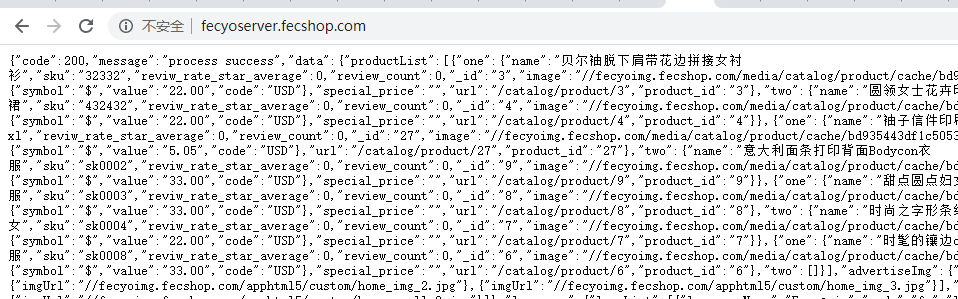 不安全 | fecyoserver.fecshop.com
{"code":200,"message":"process success","data":{"productList":[{"one":{"name":"贝尔袖脱下肩带花边拼接女衬
衫","sku":"32332","reviw_rate_star_average":0,"review_count":0,"_id":"3","image":"//fecyoimg.fecshop.com/media/catalog/product/cache/bd9
{"symbol":"$","value":"22.00","code":"USD"},"special_price":"","url":"/catalog/product/3","product_id":"3"},"two":{"name":"圆领女士花卉印
裙","sku":"432432","reviw_rate_star_average":0,"review_count":0,"_id":"4","image":"//fecyoimg.fecshop.com/media/catalog/product/cache/bd
{"symbol":"$","value":"22.00","code":"USD"},"special_price":"","url":"/catalog/product/4","product_id":"4"}},{"one":{"name":"袖子信件印刷
xl","reviw_rate_star_average":0,"review_count":0,"_id":"27","image":"//fecyoimg.fecshop.com/media/catalog/product/cache/bd935443df1c5053
{"symbol":"$","value":"5.05","code":"USD"},"url":"/catalog/product/27","product_id":"27"},"two":{"name":"意大利面条打印背面Bodycon衣
服","sku":"sk0002","reviw_rate_star_average":0,"review_count":0,"_id":"9","image":"//fecyoimg.fecshop.com/media/catalog/product/cache/bd
{"symbol":"$","value":"33.00","code":"USD"},"special_price":"","url":"/catalog/product/9","product_id":"9"}},{"one":{"name":"甜点圆点妇女
服","sku":"sk0003","reviw_rate_star_average":0,"review_count":0,"_id":"8","image":"//fecyoimg.fecshop.com/media/catalog/product/cache/bd
{"symbol":"$","value":"33.00","code":"USD"},"special_price":"","url":"/catalog/product/8","product_id":"8"},"two":{"name":"时尚之字形条纹
女","sku":"sk0004","reviw_rate_star_average":0,"review_count":0,"_id":"7","image":"//fecyoimg.fecshop.com/media/catalog/product/cache/bd
{"symbol":"$","value":"22.00","code":"USD"},"special_price":"","url":"/catalog/product/7","product_id":"7"}},{"one":{"name":"时髦的镶边
服","sku":"sk0008","reviw_rate_star_average":0,"review_count":0,"_id":"6","image":"//fecyoimg.fecshop.com/media/catalog/product/cache/bd
{"symbol":"$","value":"33.00","code":"USD"},"special_price":"","url":"/catalog/product/6","product_id":"6"},"two":[]}],"advertiseImg":{"
{"imgUrl":"//fecyoimg.fecshop.com/apphtml5/custom/home_img_2.jpg"},{"imgUrl":"//fecyoimg.fecshop.com/apphtml5/custom/home_img_3.jpg"}],